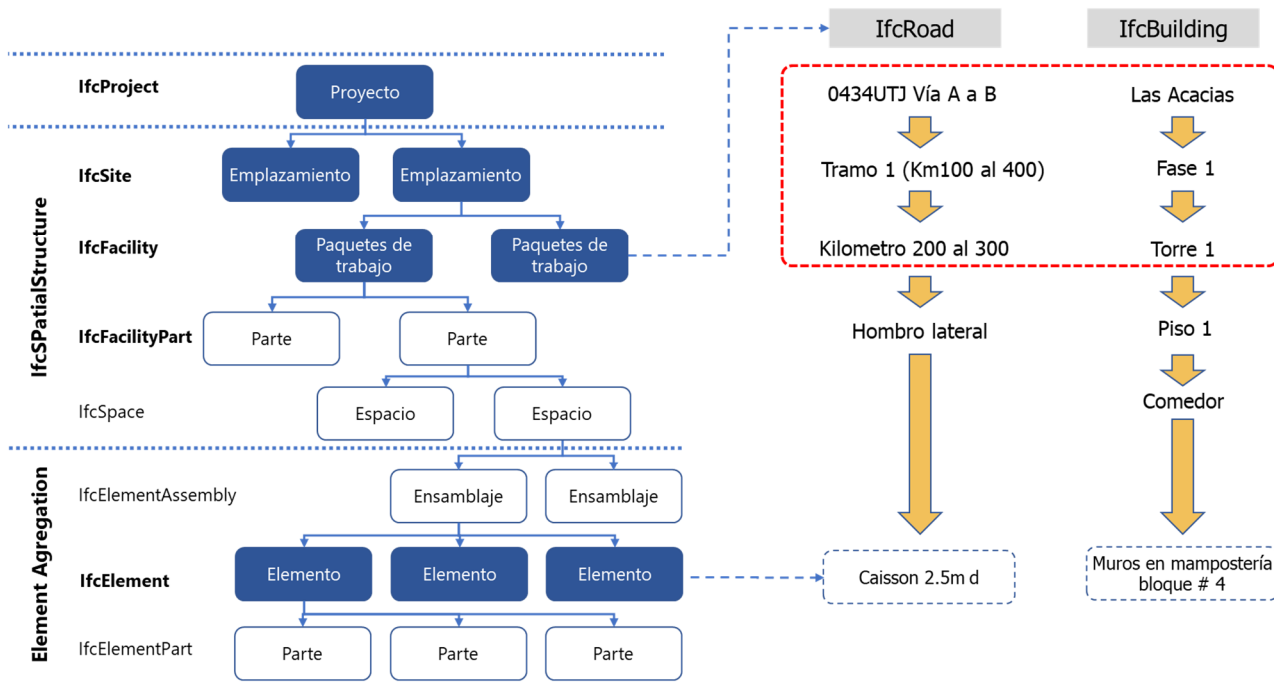 IfcRoad
IfcBuilding
IfcProject
Proyecto
0434UTJ Vía A a B
Las Acacias
IfcSPatialStructure
IfcSite
Emplazamiento
Emplazamiento
Tramo 1 (Km100 al 400)
Fase 1
IfcFacility
Paquetes de
trabajo
Paquetes de
trabajo
Kilometro 200 al 300
Torre 1
IfcFacilityPart
Parte
Parte
Hombro lateral
Piso 1
IfcSpace
Espacio
Espacio
Comedor
Element Agregation
IfcElementAssembly
Ensamblaje
Ensamblaje
IfcElement
Elemento
Elemento
Elemento
Caisson 2.5m d
Muros en mampostería
bloque # 4
IfcElementPart
Parte
Parte
Parte